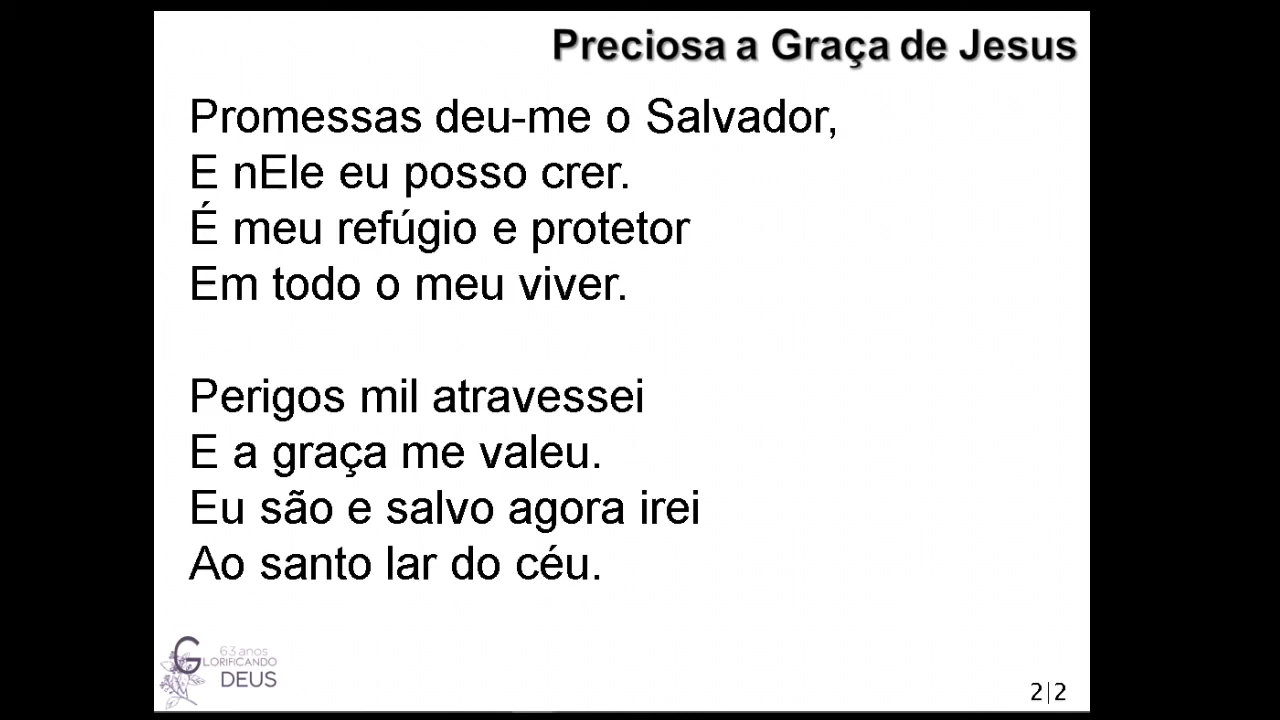 Preciosa a Graça de Jesus
Promessas deu-me o Salvador,
E nEle eu posso crer.
É meu refúgio e protetor
Em todo o meu viver.
Perigos mil atravessei
E a graça me valeu.
Eu são e salvo agora irei
Ao santo lar do céu.
63 anos
GLORIFICANDO
DEUS
2|2